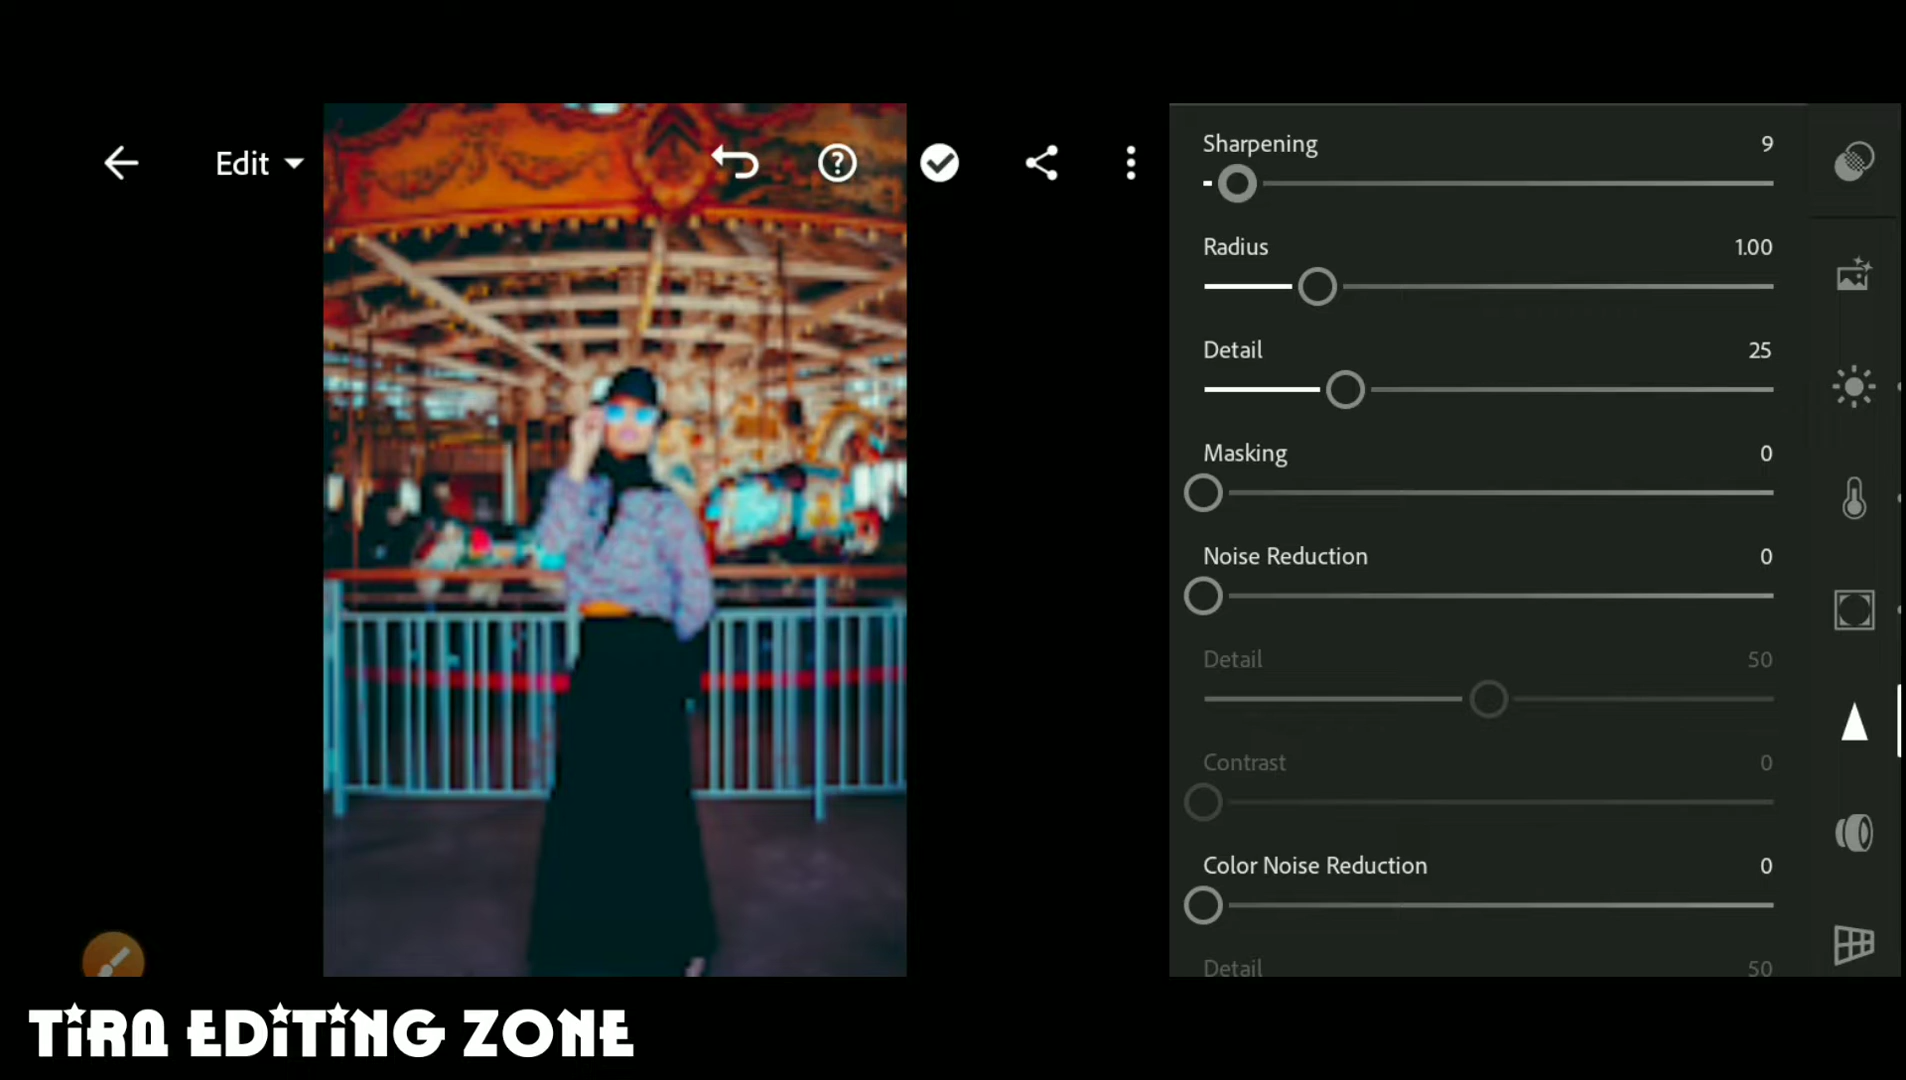 Edit
Sharpening 9
Radius 1.00
Detail 25
Masking 0
Noise Reduction 0
Detail 50
Contrast 0
Color Noise Reduction 0
Detail 50
TiRA EDiTiNG ZONE